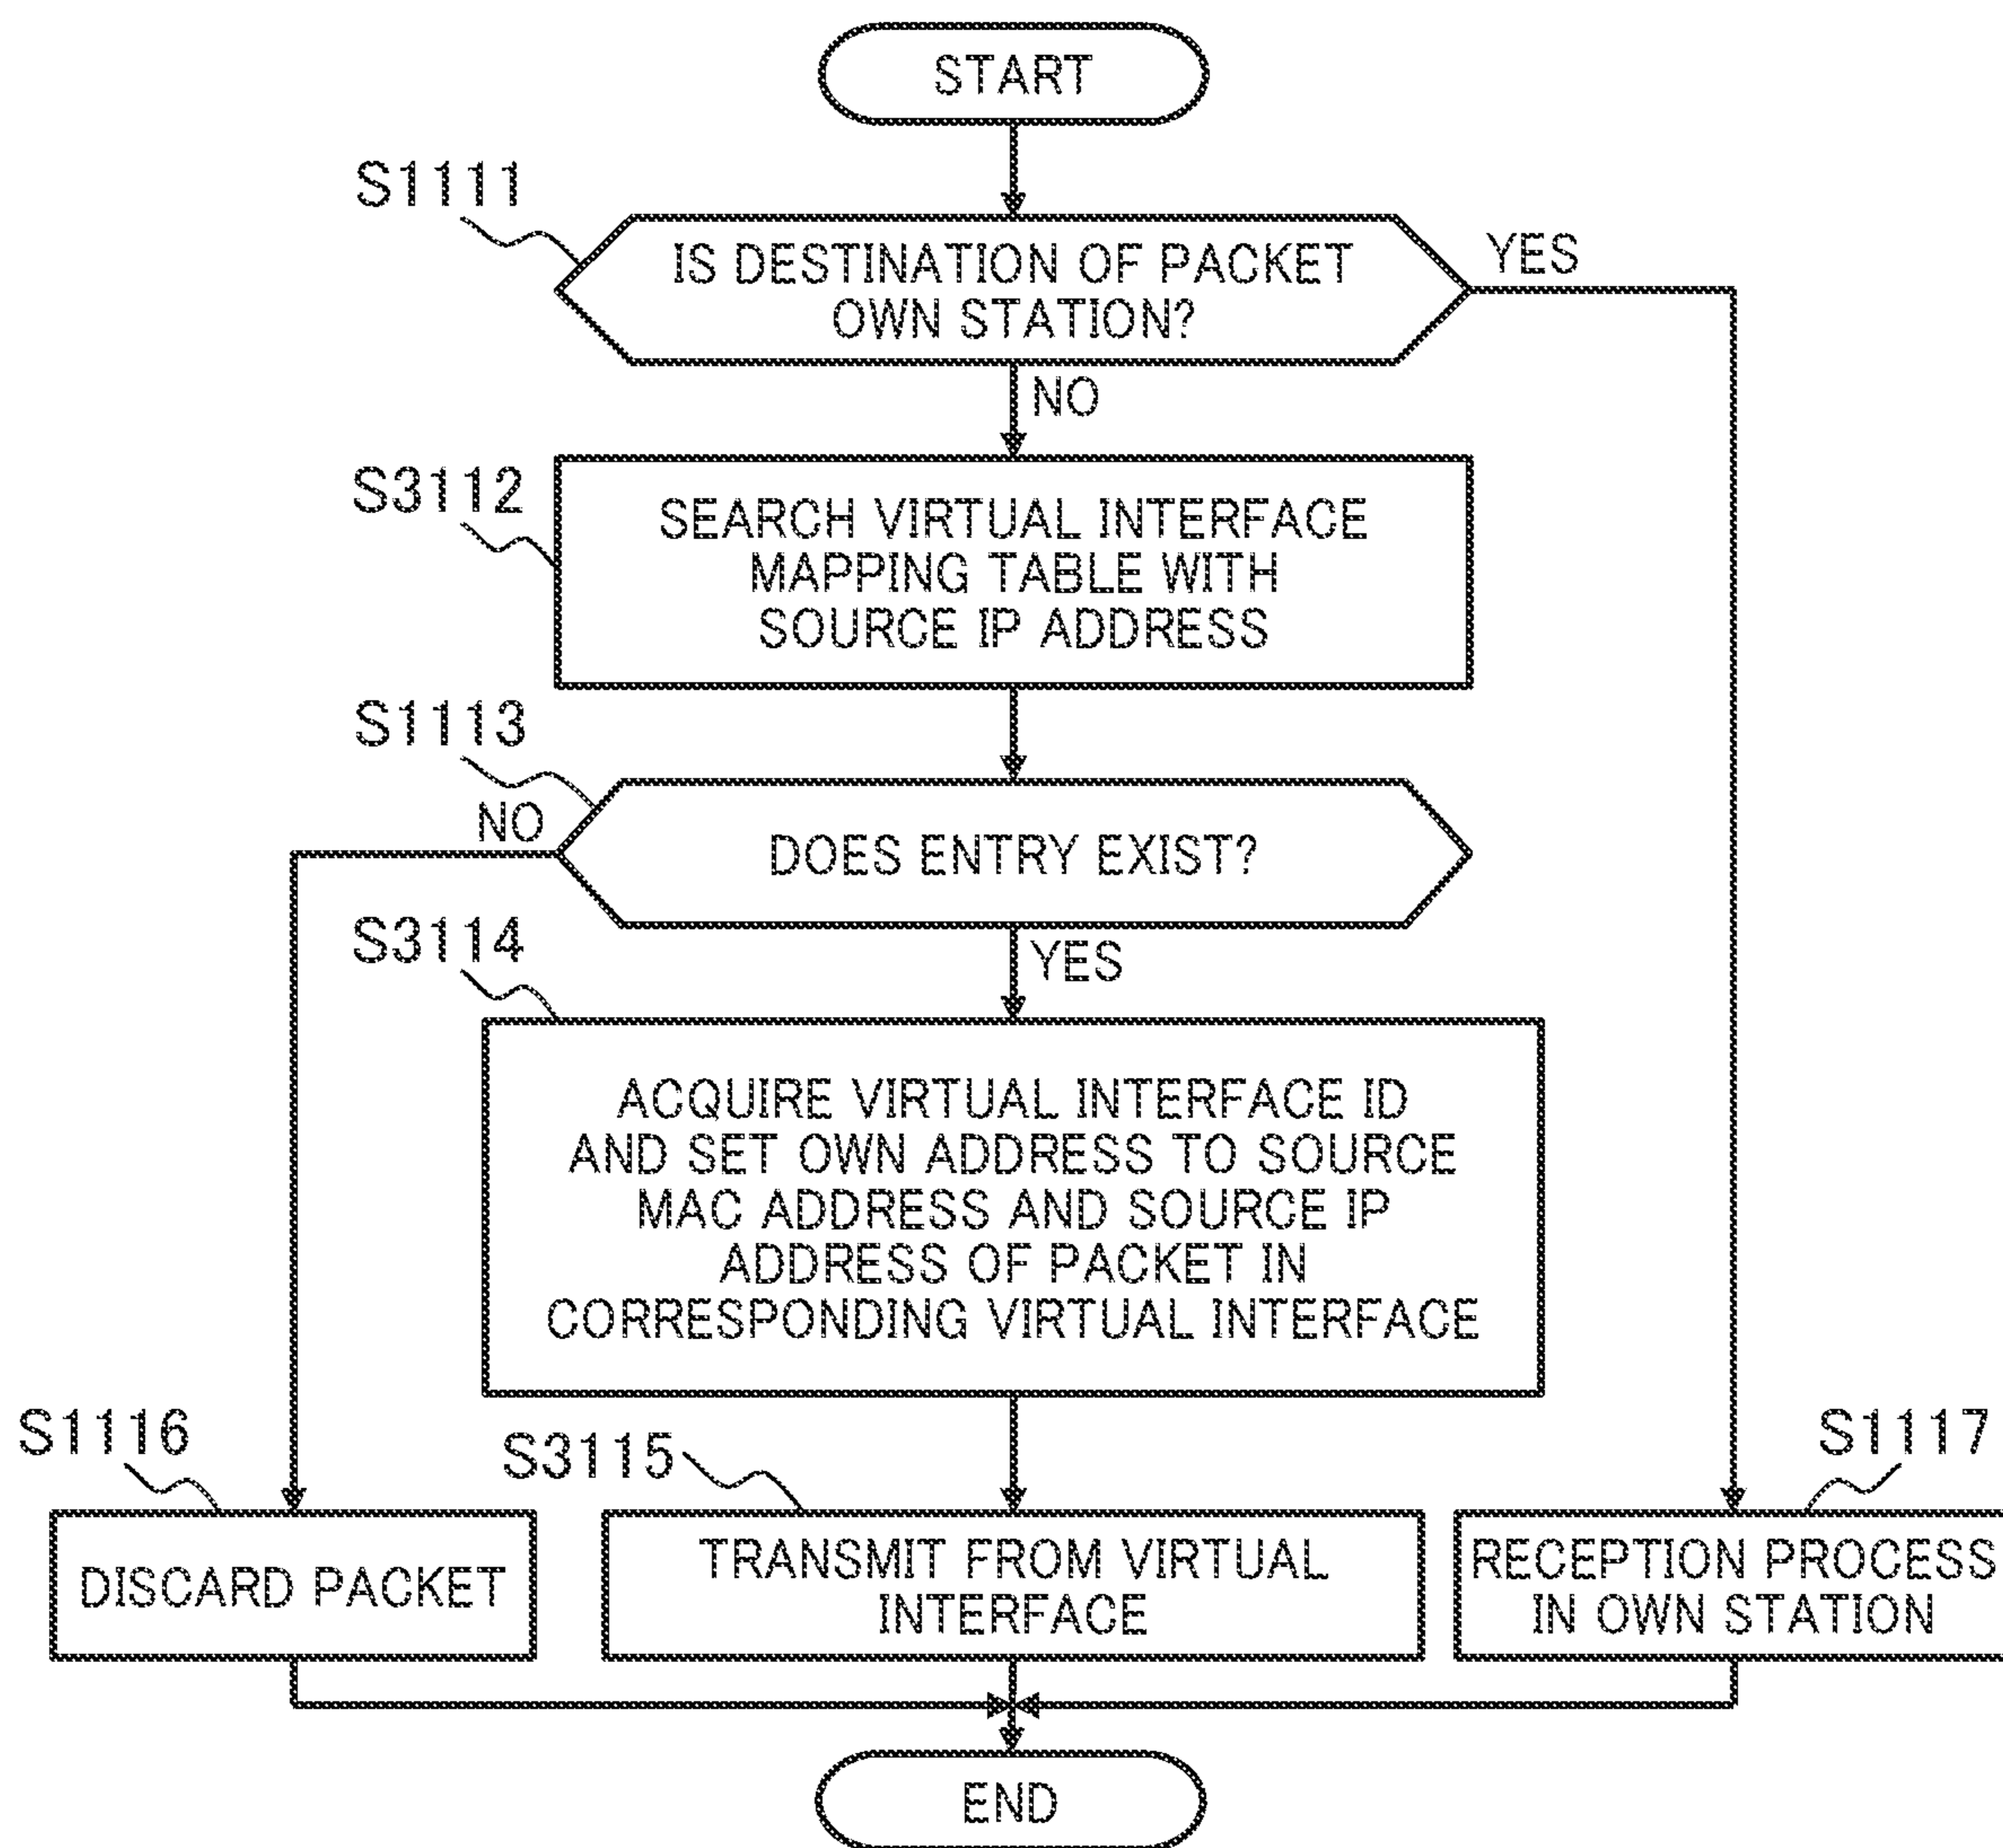 START
S1111
IS DESTINATION OF PACKET
OWN STATION?
YES
NO
S3112
SEARCH VIRTUAL INTERFACE
MAPPING TABLE WITH
SOURCE IP ADDRESS
S1113
NO
DOES ENTRY EXIST?
S3114
YES
ACQUIRE VIRTUAL INTERFACE ID
AND SET OWN ADDRESS TO SOURCE
MAC ADDRESS AND SOURCE IP
ADDRESS OF PACKET IN
CORRESPONDING VIRTUAL INTERFACE
S1116
S3115
S1117
DISCARD PACKET
TRANSMIT FROM VIRTUAL
INTERFACE
RECEPTION PROCESS
IN OWN STATION
END